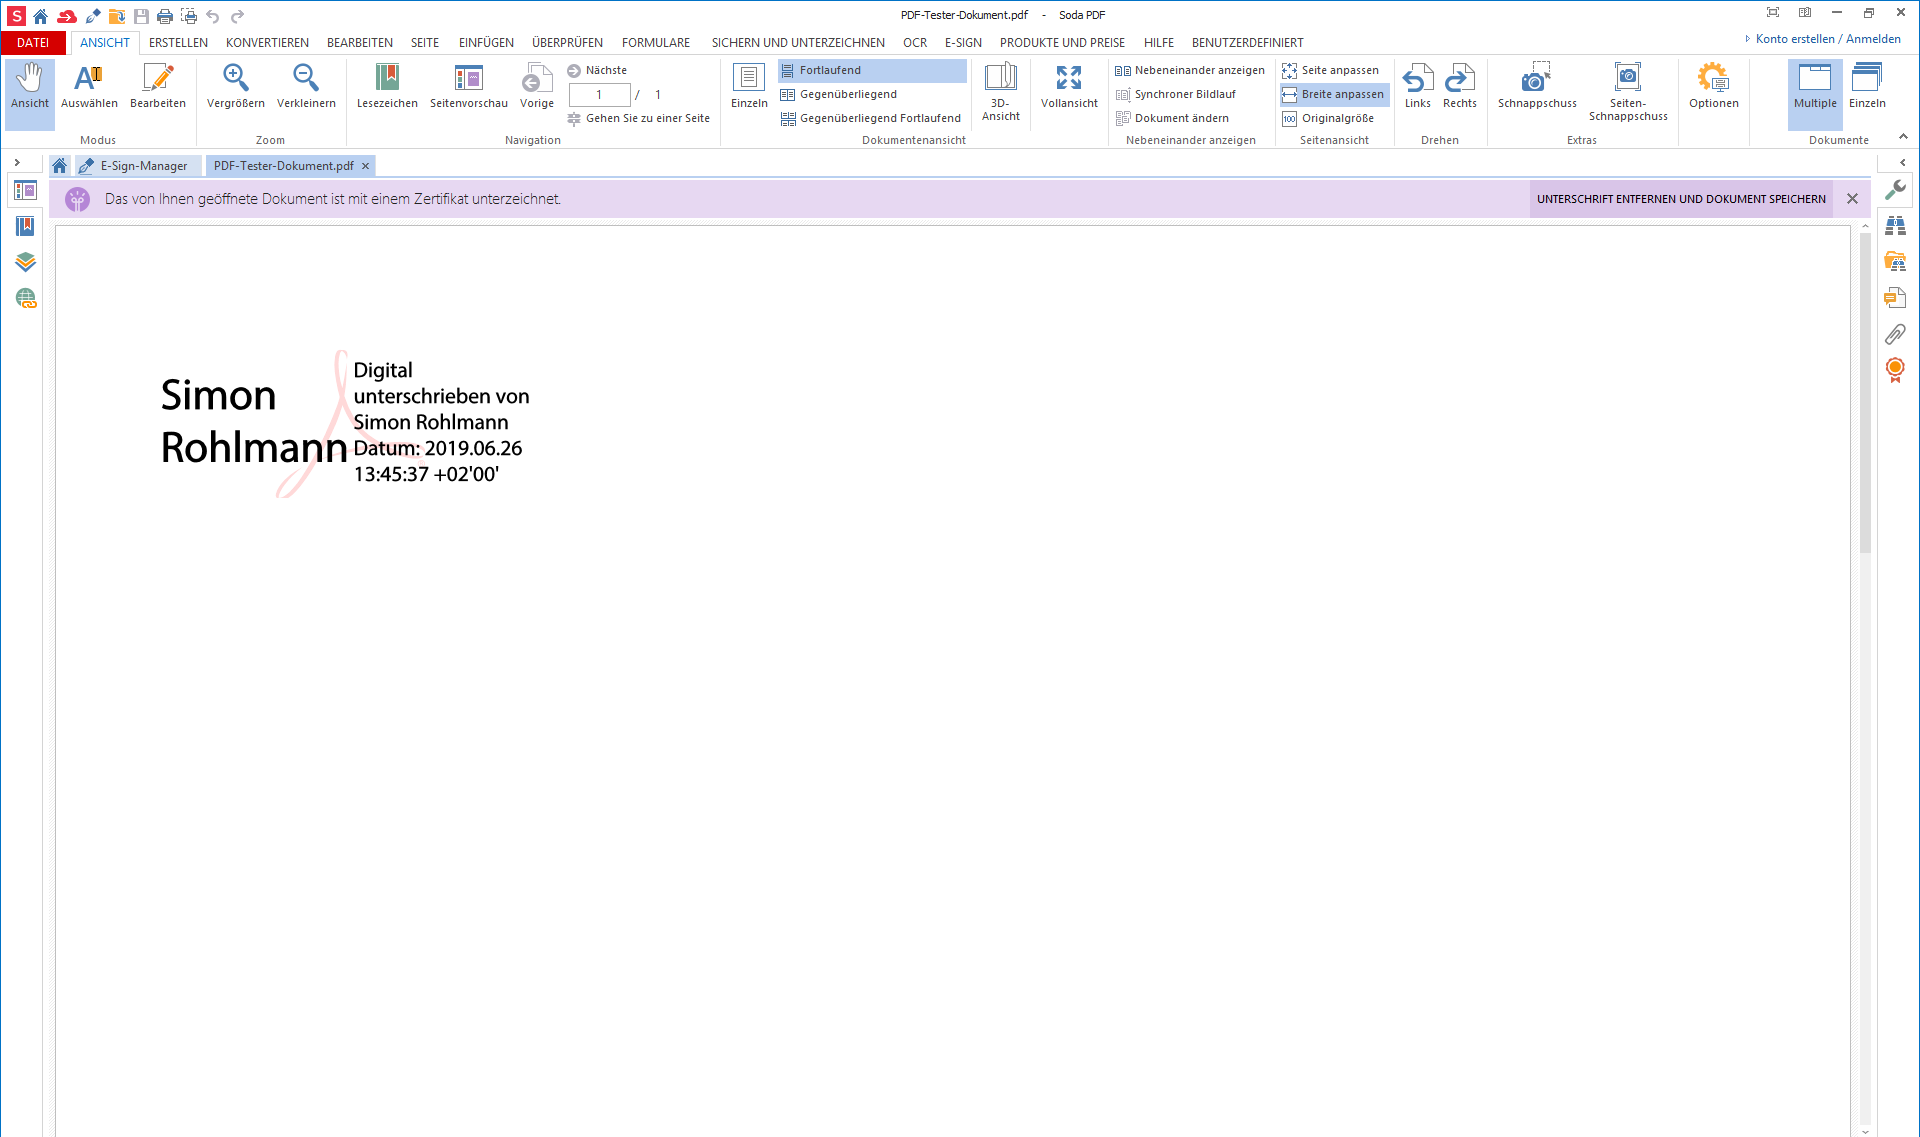 S
PDF-Tester-Dokument.pdf - Soda PDF
DATEI ANSICHT ERSTELLEN KONVERTIEREN BEARBEITEN SEITE EINFÜGEN ÜBERPRÜFEN FORMULARE SICHERN UND UNTERZEICHNEN OCR E-SIGN PRODUKTE UND PREISE HILFE BENUTZERDEFINIERT Konto erstellen / Anmelden
Ansicht
Auswählen
Bearbeiten
Modus
Vergrößern
Verkleinern
Zoom
Lesezeichen
Seitenvorschau
Vorige
Nächste
1 / 1
Gehen Sie zu einer Seite
Navigation
Einzeln
Fortlaufend
Gegenüberliegend
Gegenüberliegend Fortlaufend
3D-
Ansicht
Vollansicht
Dokumentenansicht
Nebeneinander anzeigen
Synchroner Bildlauf
Dokument ändern
Nebeneinander anzeigen
Seite anpassen
Breite anpassen
100 Originalgröße
Seitenansicht
Links
Rechts
Drehen
Schnappschuss
Seiten-
Schnappschuss
Extras
Optionen
Multiple
Einzeln
Dokumente
E-Sign-Manager
PDF-Tester-Dokument.pdf
Das von Ihnen geöffnete Dokument ist mit einem Zertifikat unterzeichnet.
UNTERSCHRIFT ENTFERNEN UND DOKUMENT SPEICHERN
Simon
Rohlmann
Digital
unterschrieben von
Simon Rohlmann
Datum: 2019.06.26
13:45:37 +02'00'